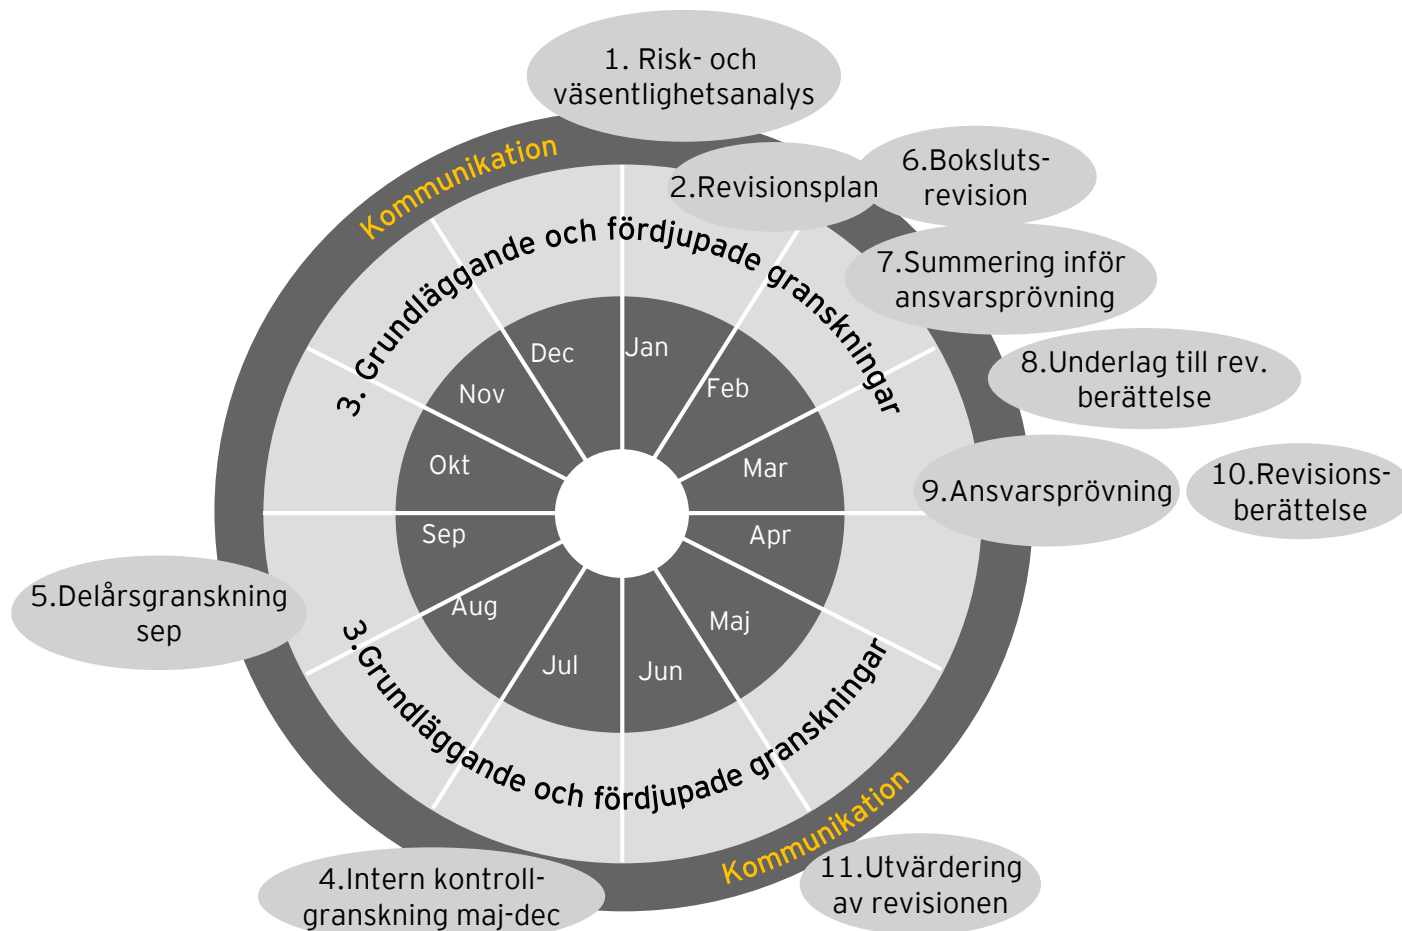 1. Risk- och
väsentlighetsanalys
Kommunikation
2.Revisionsplan
6.Boksluts-
revision
7.Summering inför
ansvarsprövning
8.Underlag till rev.
berättelse
9.Ansvarsprövning
10.Revisions-
berättelse
3. Grundläggande och fördjupade granskningar
Jan
Feb
Mar
Apr
Maj
Jun
Jul
Aug
Sep
Okt
Nov
Dec
5.Delårsgranskning
sep
3.Grundläggande och fördjupade granskningar
Kommunikation
4.Intern kontroll-
granskning maj-dec
11.Utvärdering
av revisionen